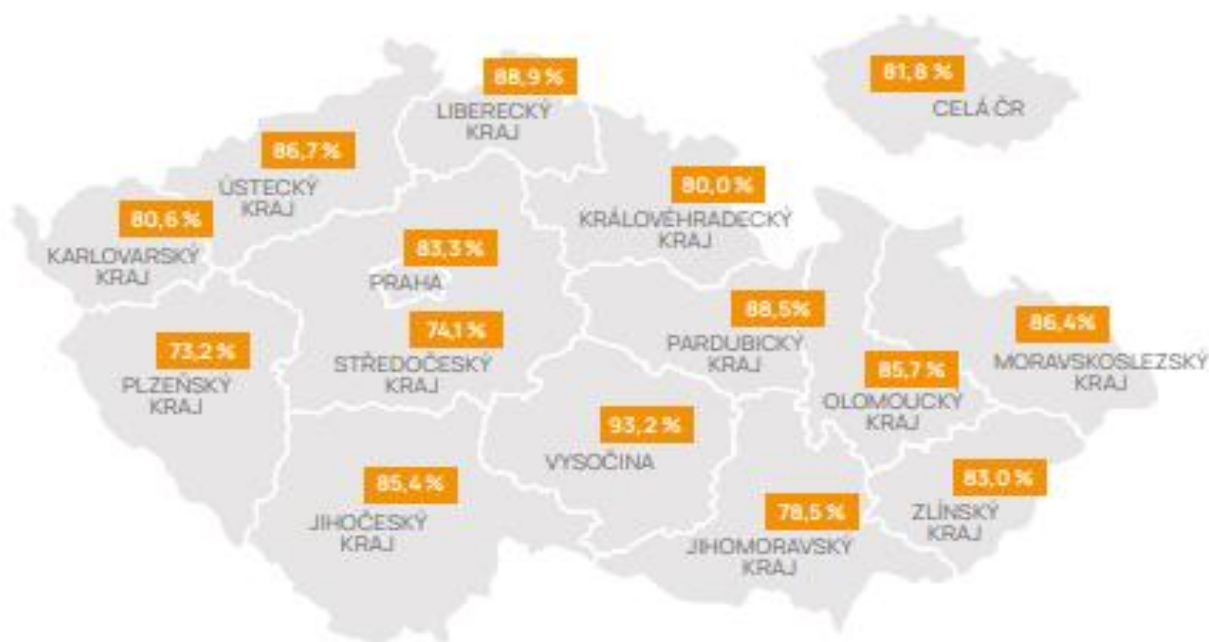 88,9 %
LIBERECKÝ
KRAJ
81,8 %
CELÁ ČR
86,7 %
ÚSTECKÝ
KRAJ
80,0 %
KRÁLOVÉHRADECKÝ
KRAJ
80,6 %
KARLOVARSKÝ
KRAJ
83,3 %
PRAHA
74,1 %
STŘEDOČESKÝ
KRAJ
88,5%
PARDUBICKÝ
KRAJ
86,4%
MORAVSKOSLEZSKÝ
KRAJ
73,2 %
PLZEŇSKÝ
KRAJ
85,7 %
OLOMOUCKÝ
KRAJ
93,2 %
VYSOČINA
85,4 %
JIHOČESKÝ
KRAJ
83,0 %
ZLÍNSKÝ
KRAJ
78,5 %
JIHOMORAVSKÝ
KRAJ